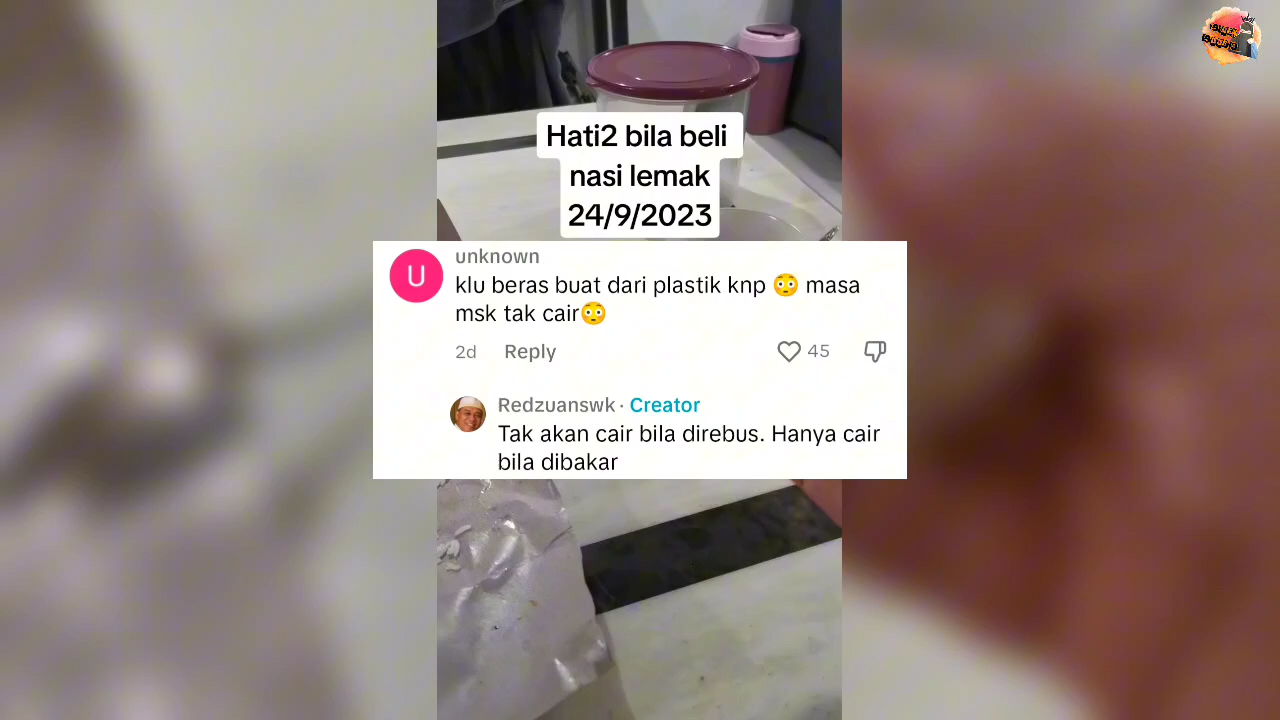 Hati2 bila beli
nasi lemak
24/9/2023
U
unknown
klu beras buat dari plastik knp 😳 masa
msk tak cair😳
2d Reply 45
Redzuanswk · Creator
Tak akan cair bila direbus. Hanya cair
bila dibakar